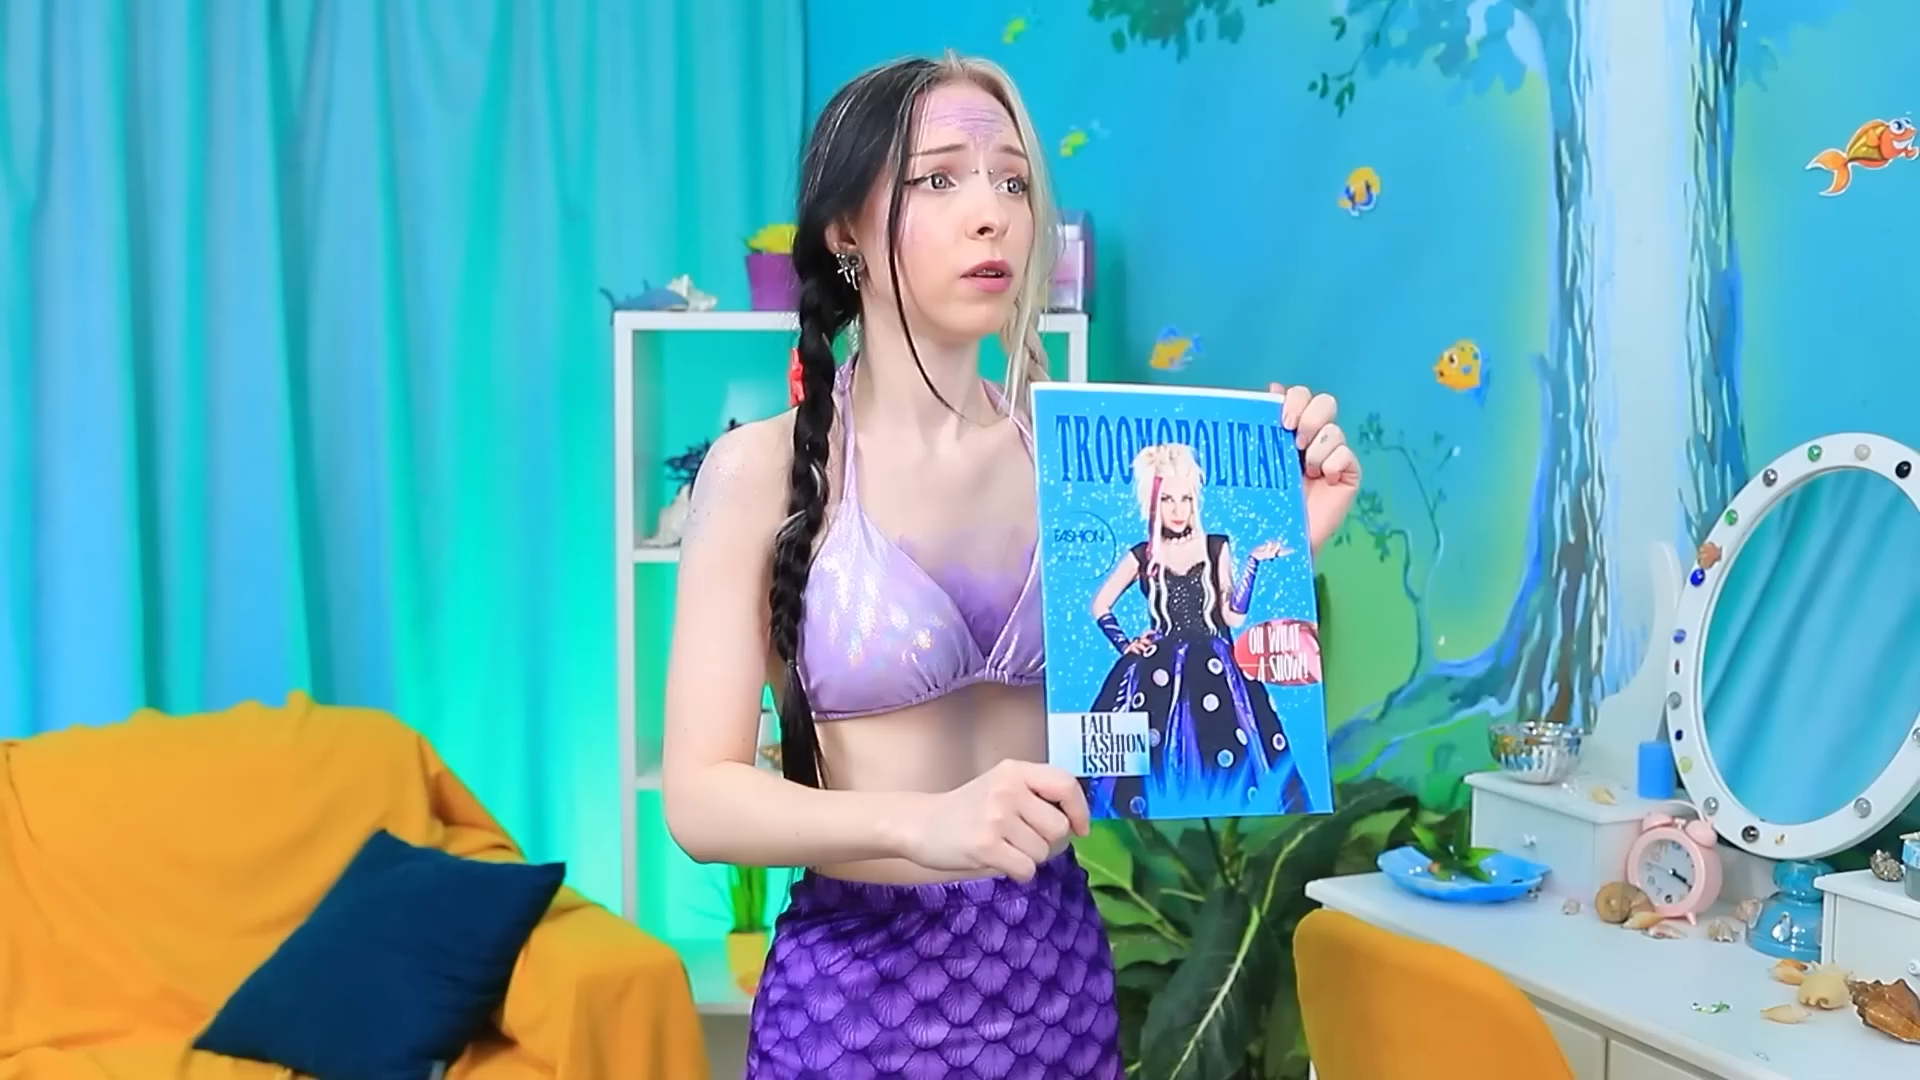 TROOMOPOLITAN
FASHION
OH WHAT
A SHOW!
FALL
FASHION
ISSUE